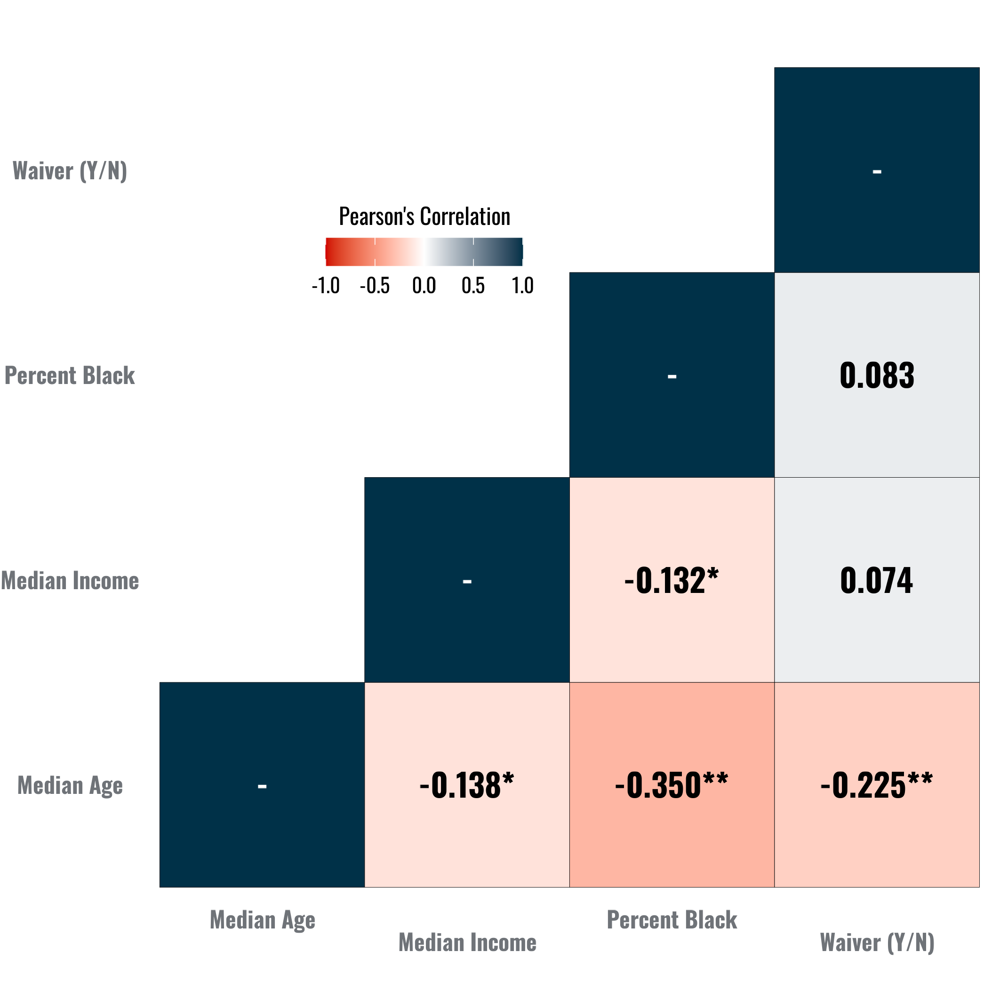 Waiver (Y/N)
-
Pearson's Correlation
-1.0 -0.5 0.0 0.5 1.0
Percent Black
-
0.083
Median Income
-
-0.132*
0.074
Median Age
-
-0.138*
-0.350**
-0.225**
Median Age
Median Income
Percent Black
Waiver (Y/N)